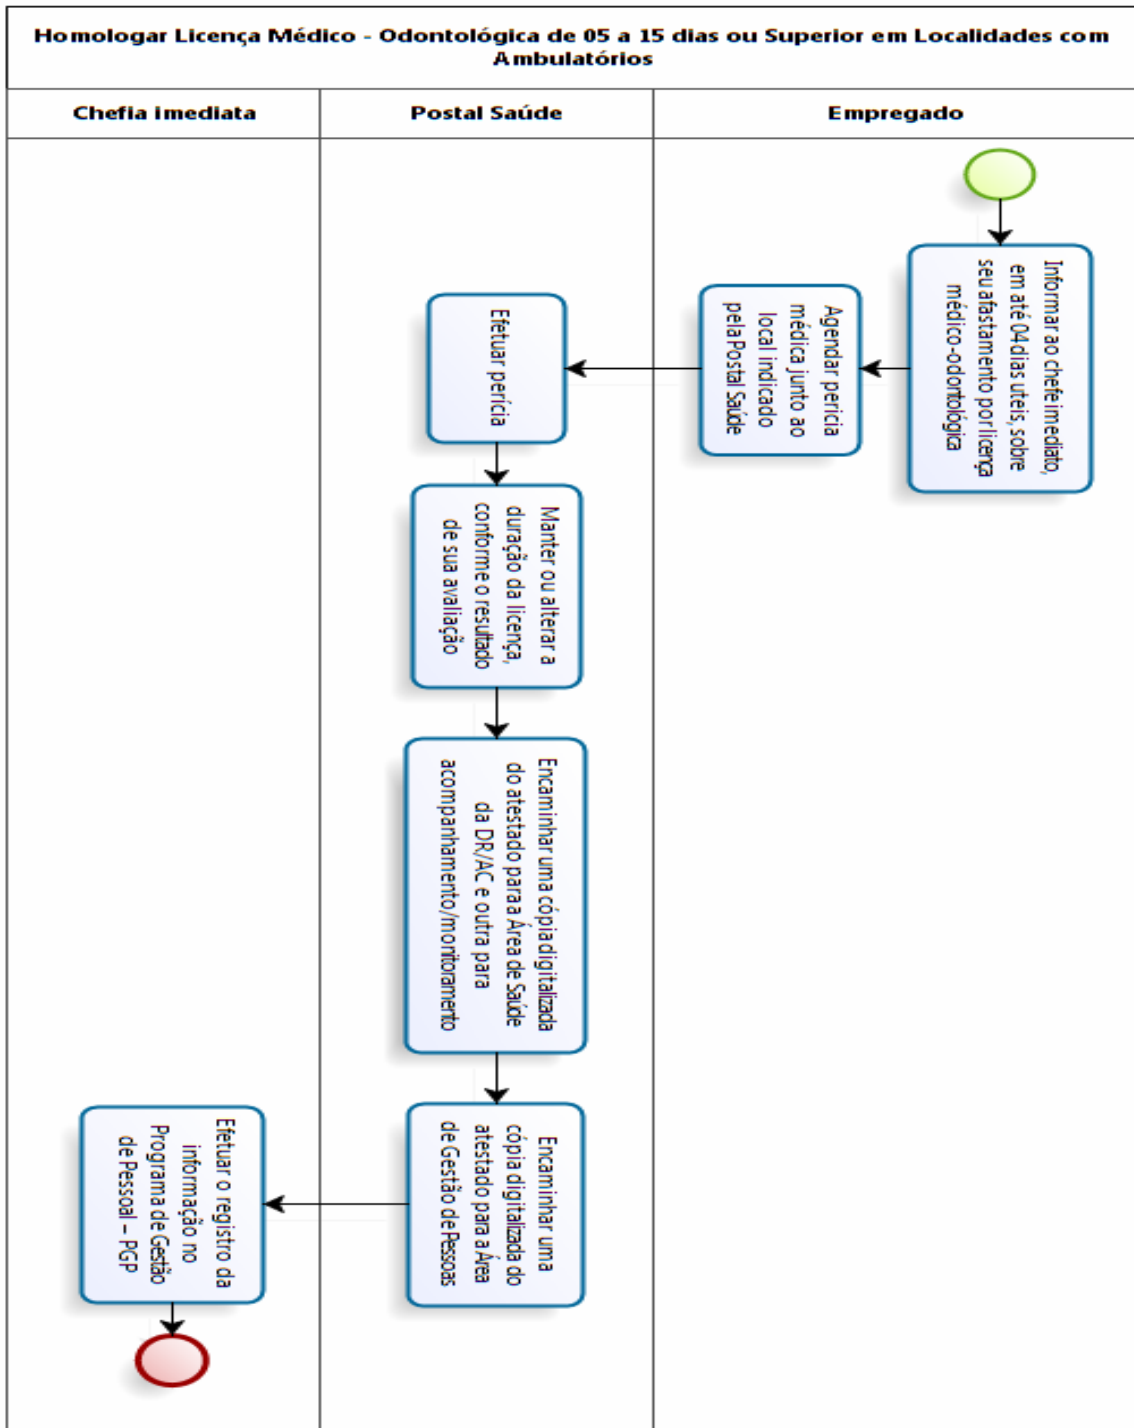 Homologar Licença Médico - Odontológica de 05 a 15 dias ou Superior em Localidades com
Ambulatórios
Chefia imediata
Postal Saúde
Empregado
Informar ao chefe imediato,
em até 04 dias uteis, sobre
seu afastamento por licença
médico-odontológica
Agendar pericia
médica junto ao
local indicado
pela Postal Saúde
Efetuar perícia
Manter ou alterar a
duração da licença,
conforme o resultado
de sua avaliação
Encaminhar uma cópia digitalizada
do atestado para a Área de Saúde
da DR/AC e outra para
acompanhamento/monitoramento
Encaminhar uma
cópia digitalizada do
atestado para a Área
de Gestão de Pessoas
Efetuar o registro da
informação no
Programa de Gestão
de Pessoal – PGP